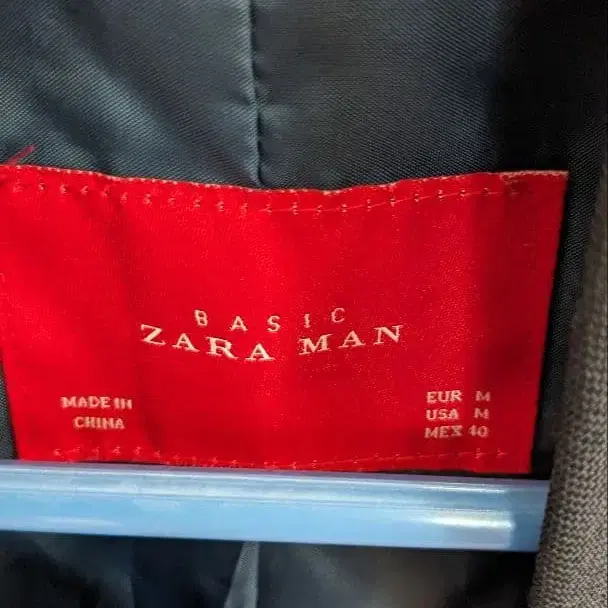 BASIC
ZARA MAN
MADE IN
CHINA
EUR M
USA M
MEX 40